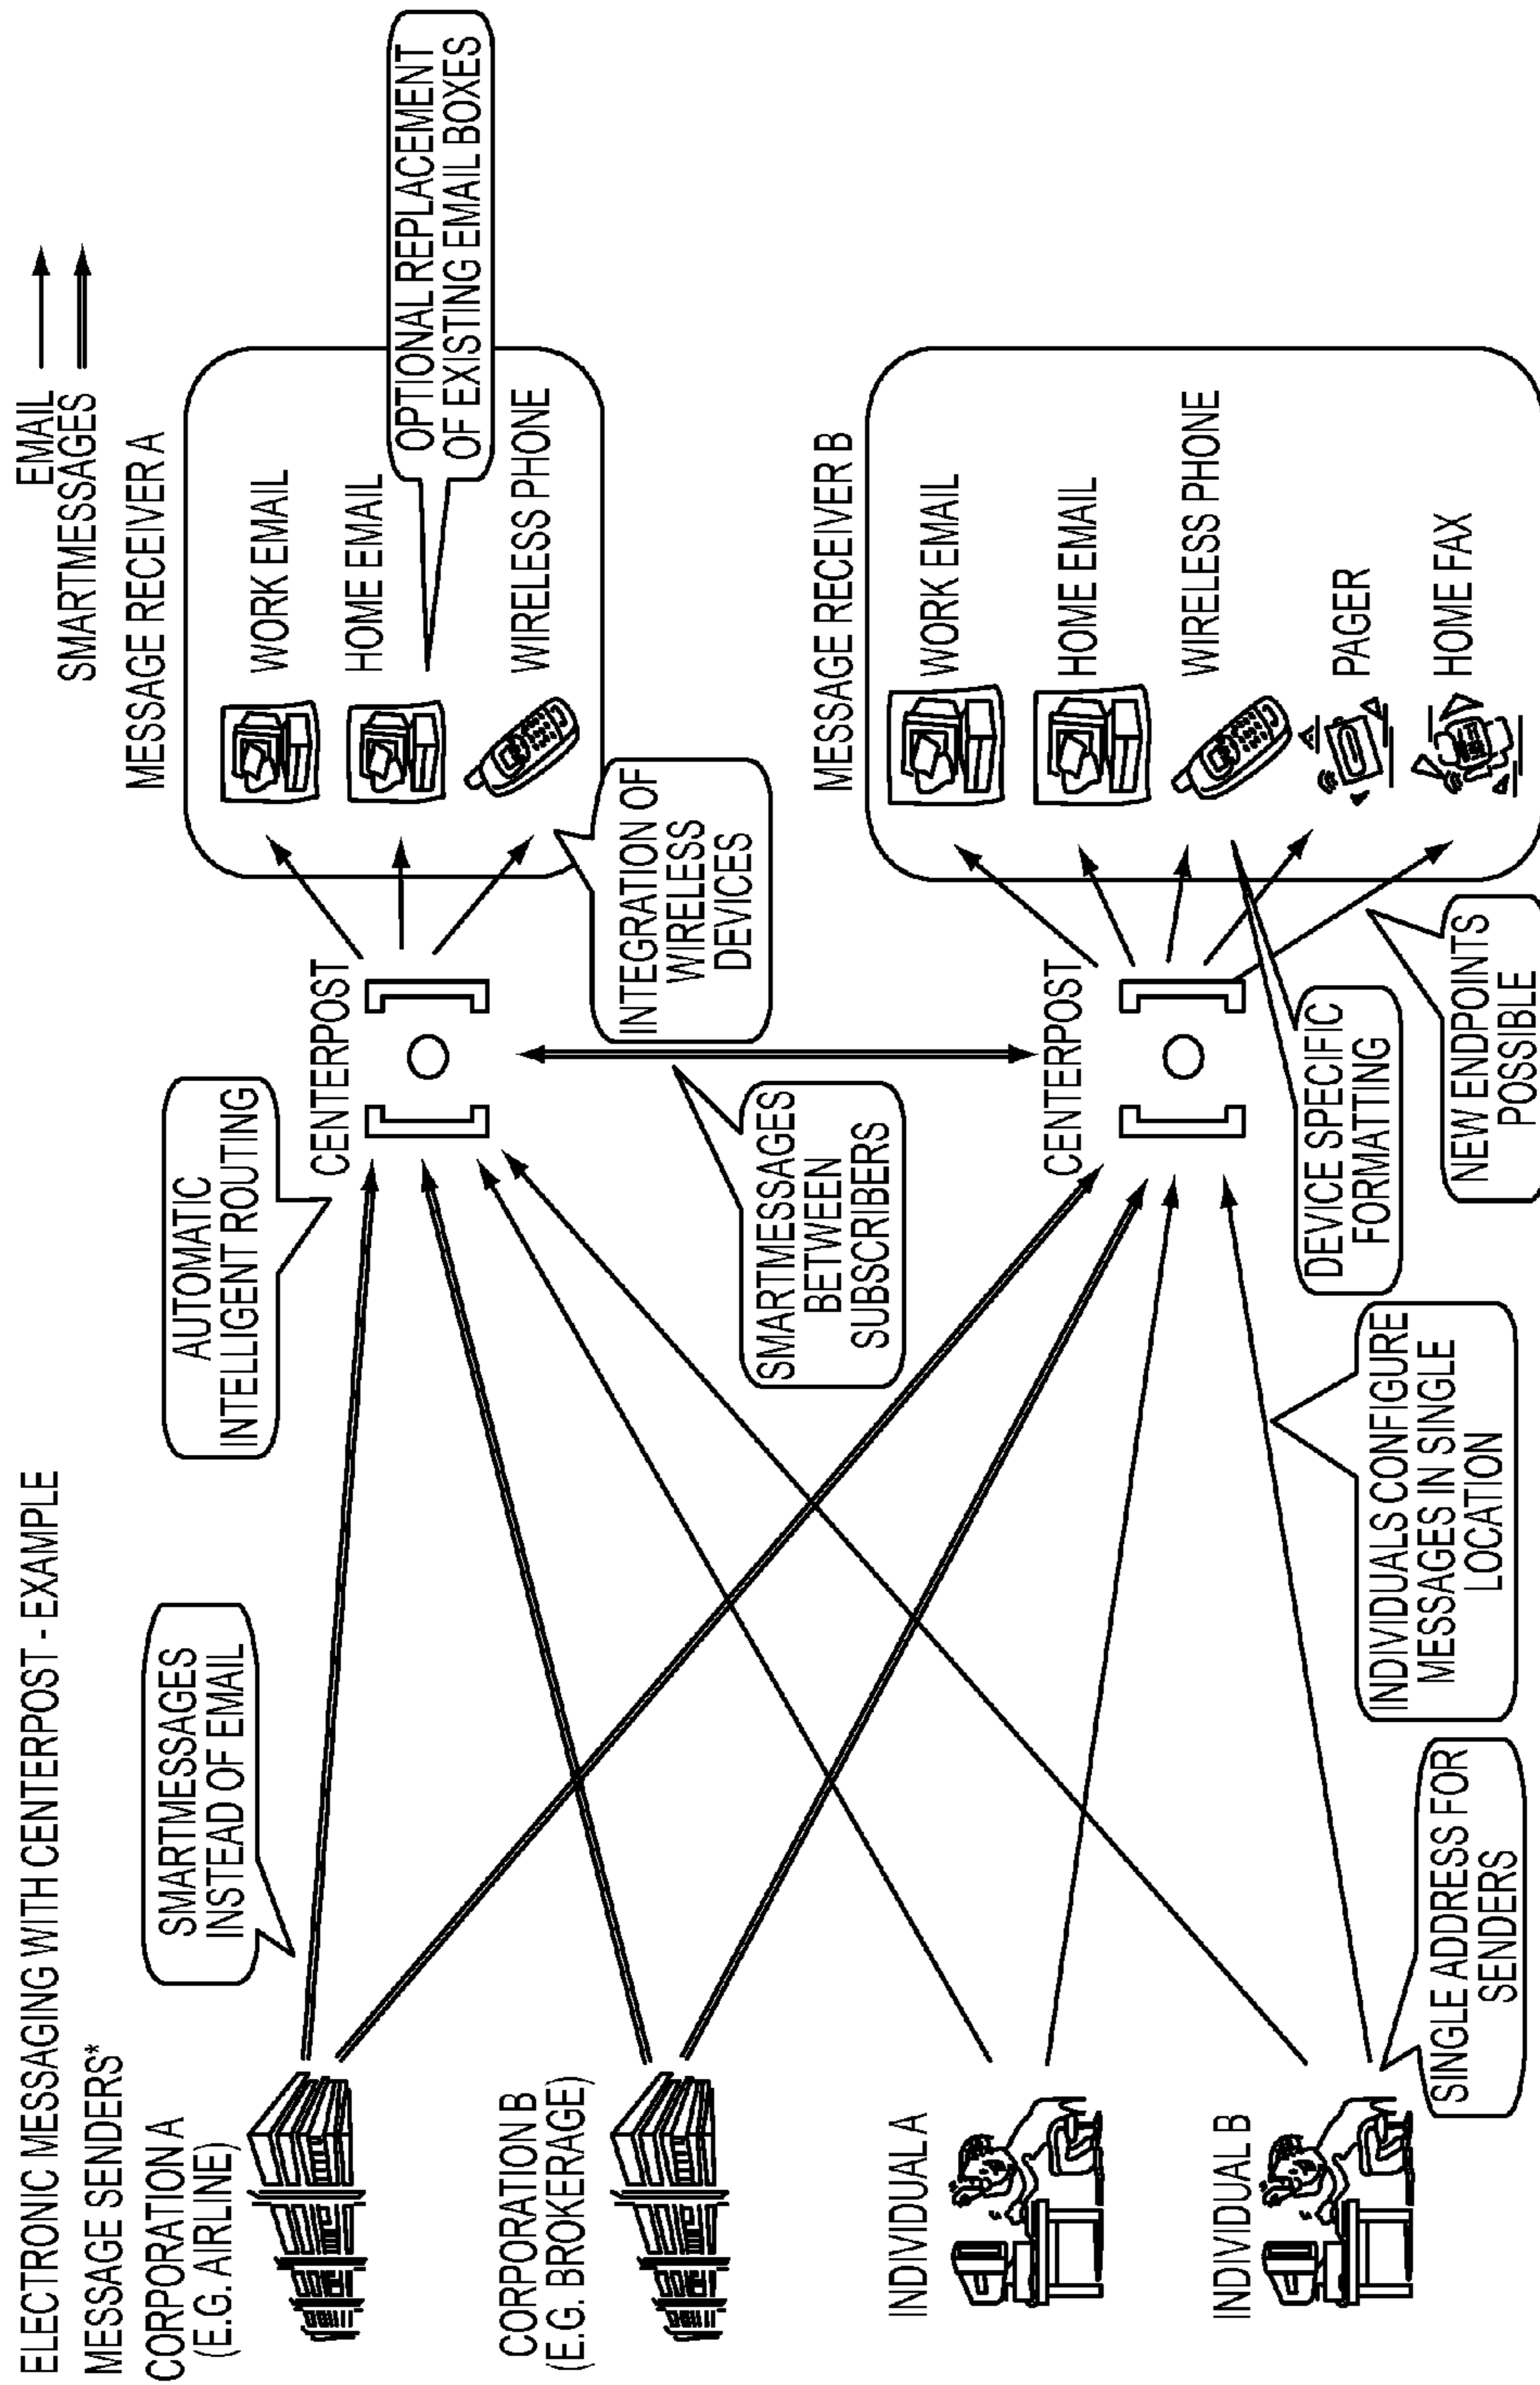 ELECTRONIC MESSAGING WITH CENTERPOST - EXAMPLE
EMAIL
SMARTMESSAGES
MESSAGE SENDERS*
CORPORATION A
(E.G. AIRLINE)
SMARTMESSAGES
INSTEAD OF EMAIL
AUTOMATIC
INTELLIGENT ROUTING
CENTERPOST
MESSAGE RECEIVER A
WORK EMAIL
HOME EMAIL
WIRELESS PHONE
OPTIONAL REPLACEMENT
OF EXISTING EMAIL BOXES
INTEGRATION OF
WIRELESS
DEVICES
CORPORATION B
(E.G. BROKERAGE)
SMARTMESSAGES
BETWEEN
SUBSCRIBERS
INDIVIDUAL A
CENTERPOST
MESSAGE RECEIVER B
WORK EMAIL
HOME EMAIL
WIRELESS PHONE
PAGER
HOME FAX
INDIVIDUAL B
DEVICE SPECIFIC
FORMATTING
INDIVIDUALS CONFIGURE
MESSAGES IN SINGLE
LOCATION
SINGLE ADDRESS FOR
SENDERS
NEW ENDPOINTS
POSSIBLE